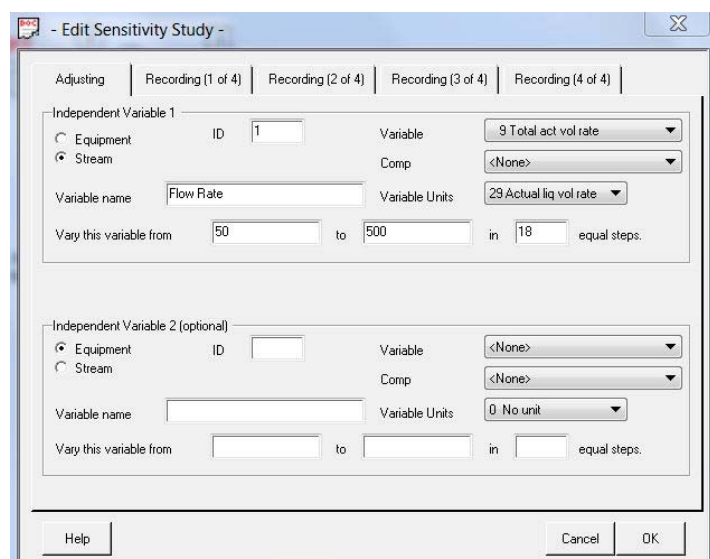 DOC - Edit Sensitivity Study - X
Adjusting Recording (1 of 4) Recording (2 of 4) Recording (3 of 4) Recording (4 of 4)
Independent Variable 1
Equipment ID 1 Variable 9 Total act vol rate
Stream Comp <None>
Variable name Flow Rate Variable Units 29 Actual liq vol rate
Vary this variable from 50 to 500 in 18 equal steps.
Independent Variable 2 (optional)
Equipment ID Variable <None>
Stream Comp <None>
Variable name Variable Units 0 No unit
Vary this variable from to in equal steps.
Help Cancel OK